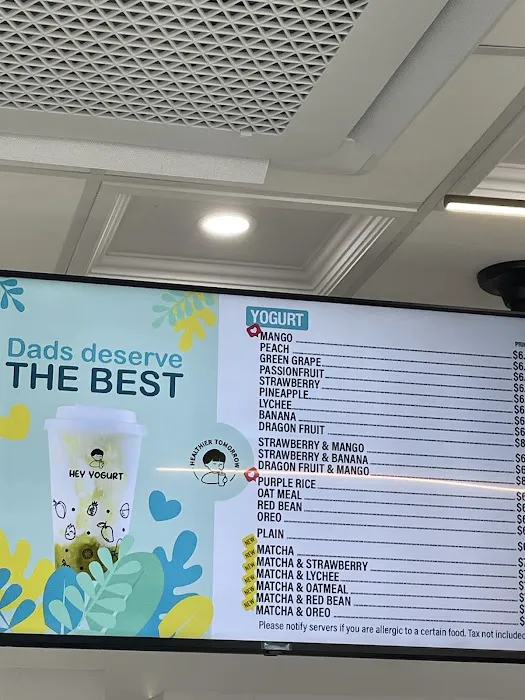 Dads deserve
THE BEST
HEY YOGURT
HEALTHIER TOMORROW
YOGURT
MANGO
PEACH
GREEN GRAPE
PASSIONFRUIT
STRAWBERRY
PINEAPPLE
LYCHEE
BANANA
DRAGON FRUIT
STRAWBERRY & MANGO
STRAWBERRY & BANANA
DRAGON FRUIT & MANGO
PURPLE RICE
OAT MEAL
RED BEAN
OREO
NEW PLAIN
NEW MATCHA
NEW MATCHA & STRAWBERRY
NEW MATCHA & LYCHEE
NEW MATCHA & OATMEAL
NEW MATCHA & RED BEAN
NEW MATCHA & OREO
Please notify servers if you are allergic to a certain food. Tax not included